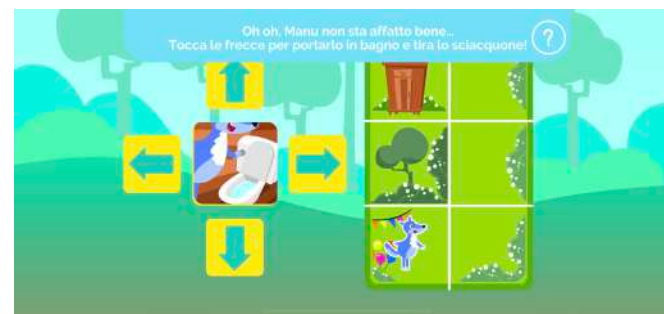 Oh oh, Manu non sta affatto bene...
Tocca le frecce per portarlo in bagno e tira lo sciacquone!
?